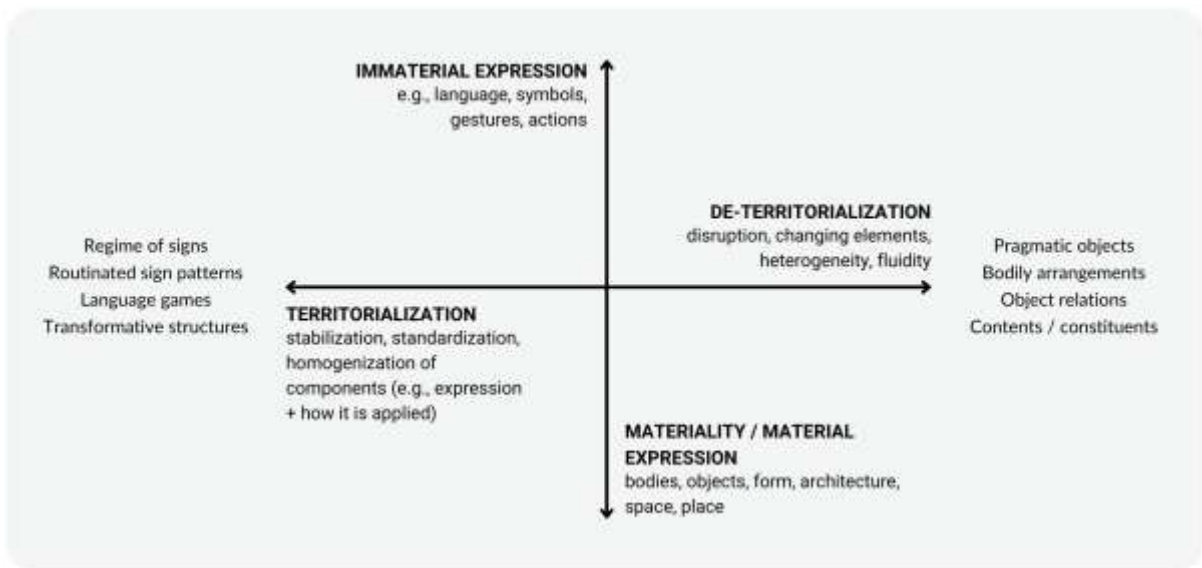 IMMATERIAL EXPRESSION
e.g., language, symbols,
gestures, actions
DE-TERRITORIALIZATION
disruption, changing elements,
heterogeneity, fluidity
Regime of signs
Routinated sign patterns
Language games
Transformative structures
Pragmatic objects
Bodily arrangements
Object relations
Contents / constituents
TERRITORIALIZATION
stabilization, standardization,
homogenization of
components (e.g., expression
+ how it is applied)
MATERIALITY / MATERIAL
EXPRESSION
bodies, objects, form, architecture,
space, place